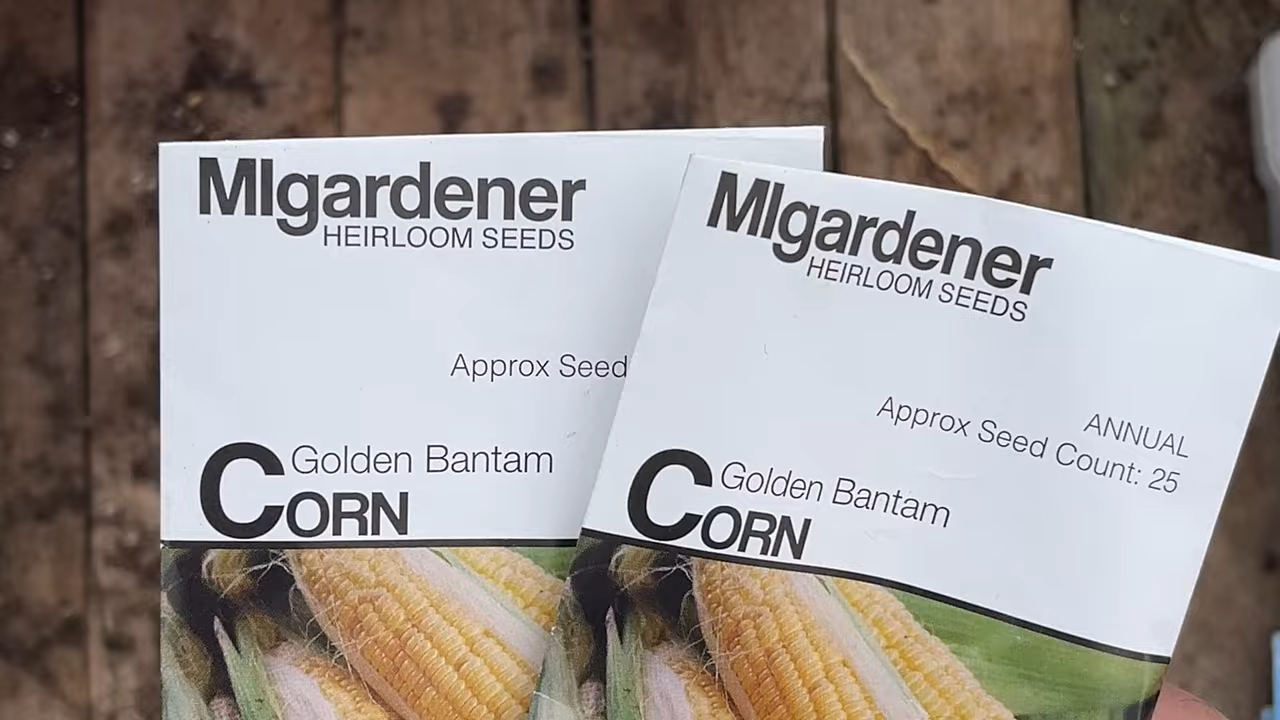 MIgardener
HEIRLOOM SEEDS
Approx Seed
Golden Bantam
CORN
MIgardener
HEIRLOOM SEEDS
ANNUAL
Approx Seed Count: 25
Golden Bantam
CORN